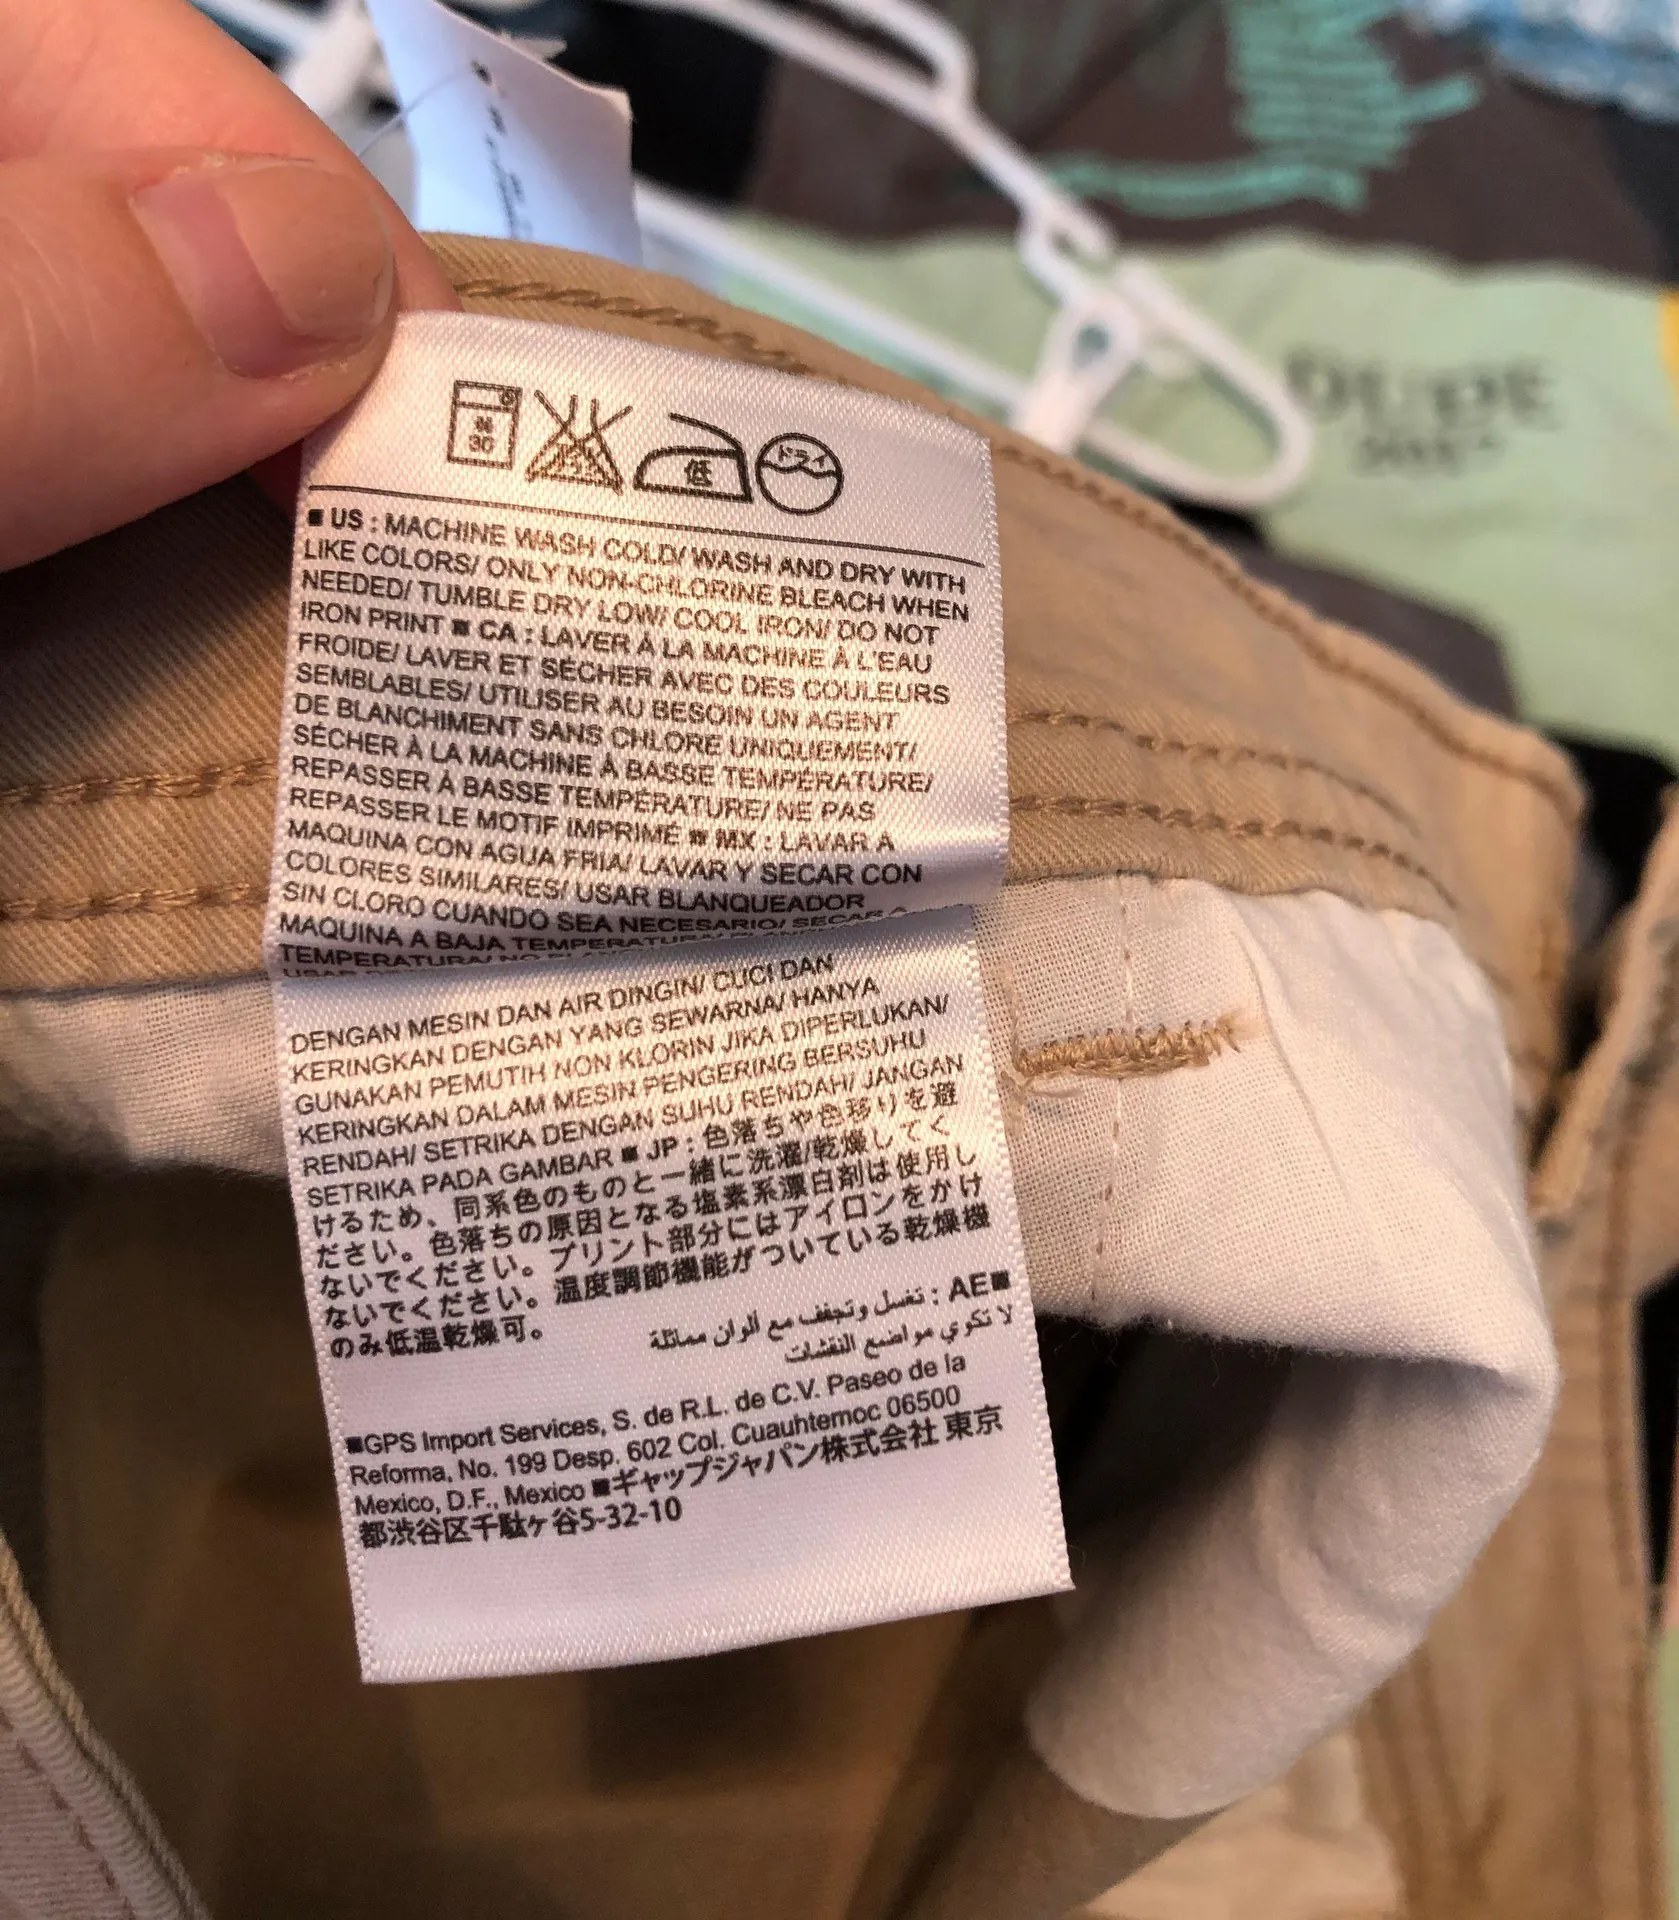 弱
30
低
ドライ
■ US : MACHINE WASH COLD/ WASH AND DRY WITH
LIKE COLORS/ ONLY NON-CHLORINE BLEACH WHEN
NEEDED/ TUMBLE DRY LOW/ COOL IRON/ DO NOT
IRON PRINT ■ CA : LAVER À LA MACHINE À L'EAU
FROIDE/ LAVER ET SÉCHER AVEC DES COULEURS
SEMBLABLES/ UTILISER AU BESOIN UN AGENT
DE BLANCHIMENT SANS CHLORE UNIQUEMENT/
SÉCHER À LA MACHINE À BASSE TEMPÉRATURE/
REPASSER À BASSE TEMPÉRATURE/ NE PAS
REPASSER LE MOTIF IMPRIMÉ ■ MX : LAVAR A
MAQUINA CON AGUA FRIA/ LAVAR Y SECAR CON
COLORES SIMILARES/ USAR BLANQUEADOR
SIN CLORO CUANDO SEA NECESARIO/ SECAR A
MAQUINA A BAJA TEMPERATURA/
TEMPERATURA/ NO
DENGAN MESIN DAN AIR DINGIN/ CUCI DAN
KERINGKAN DENGAN YANG SEWARNA/ HANYA
GUNAKAN PEMUTIH NON KLORIN JIKA DIPERLUKAN/
KERINGKAN DALAM MESIN PENGERING BERSUHU
RENDAH/ SETRIKA DENGAN SUHU RENDAH/ JANGAN
SETRIKA PADA GAMBAR ■ JP : 色落ちや色移りを避
けるため、同系色のものと一緒に洗濯/乾燥してく
ださい。色落ちの原因となる塩素系漂白剤は使用し
ないでください。プリント部分にはアイロンをかけ
ないでください。温度調節機能がついている乾燥機
のみ低温乾燥可。
■AE : تغسل وتجفف مع ألوان مماثلة
لا تكوي مواضع النقشات
■GPS Import Services, S. de R.L. de C.V. Paseo de la
Reforma, No. 199 Desp. 602 Col. Cuauhtemoc 06500
Mexico, D.F., Mexico ■ギャップジャパン株式会社 東京
都渋谷区千駄ヶ谷5-32-10
DUDE